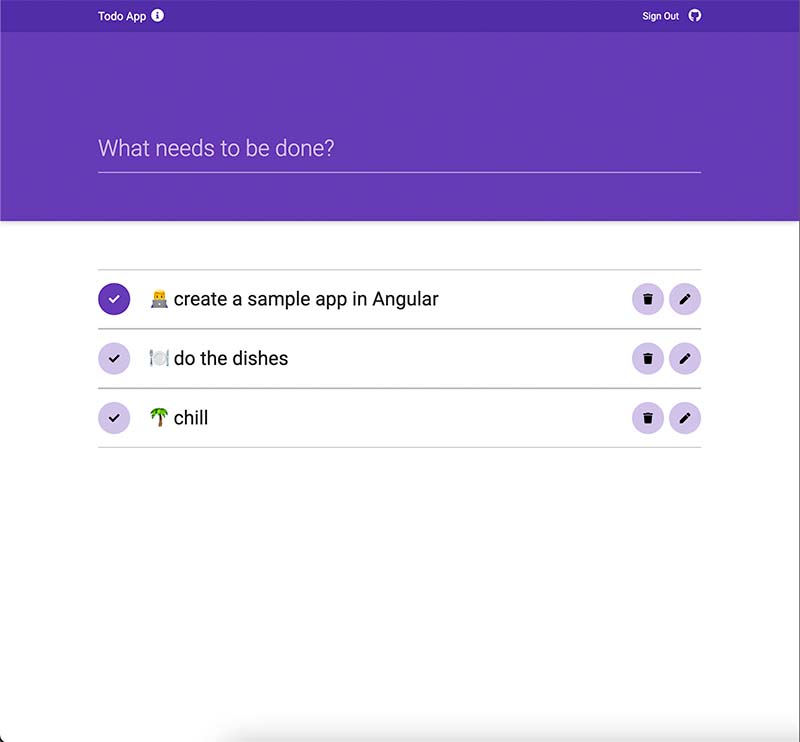 Todo App
Sign Out
What needs to be done?
👨‍💻 create a sample app in Angular
🍽️ do the dishes
🌴 chill